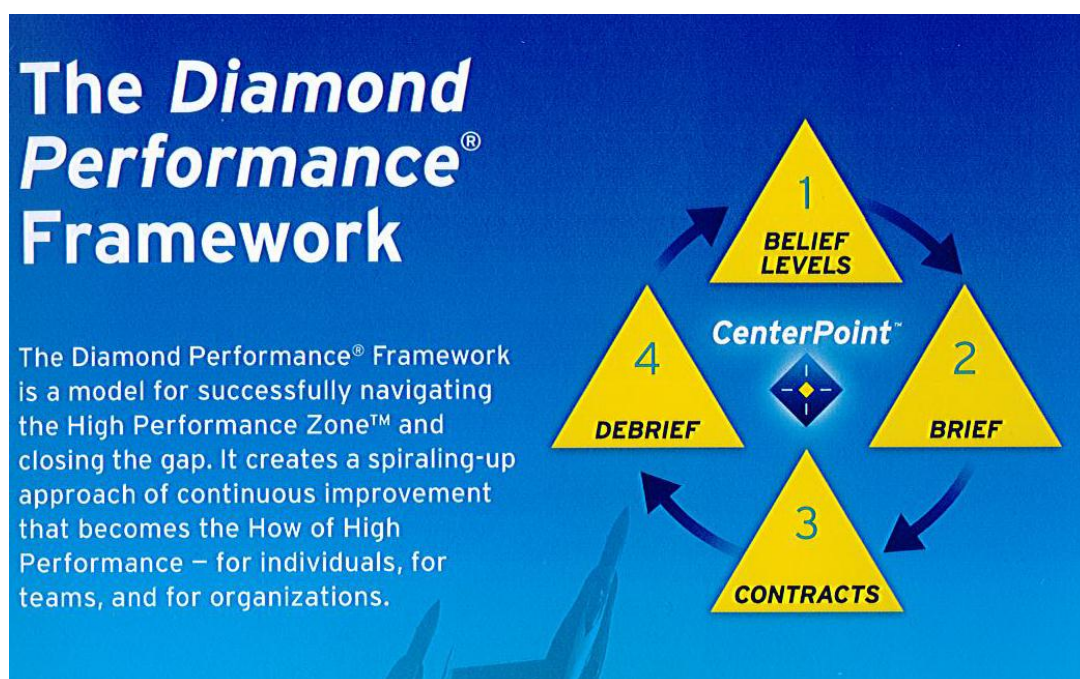 The Diamond
Performance®
Framework
The Diamond Performance® Framework
is a model for successfully navigating
the High Performance Zone™ and
closing the gap. It creates a spiraling-up
approach of continuous improvement
that becomes the How of High
Performance – for individuals, for
teams, and for organizations.
1
BELIEF
LEVELS
CenterPoint™
2
BRIEF
3
CONTRACTS
4
DEBRIEF